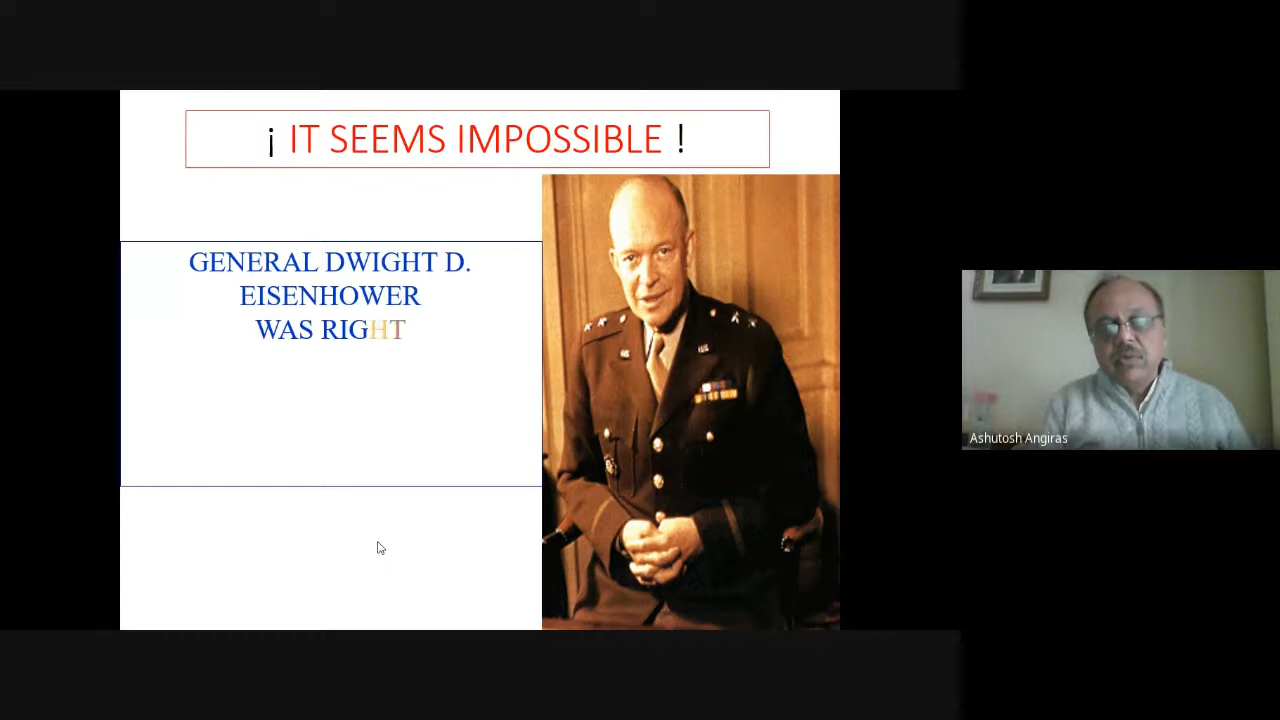 ¡ IT SEEMS IMPOSSIBLE !
GENERAL DWIGHT D.
EISENHOWER
WAS RIGHT
Ashutosh Angiras